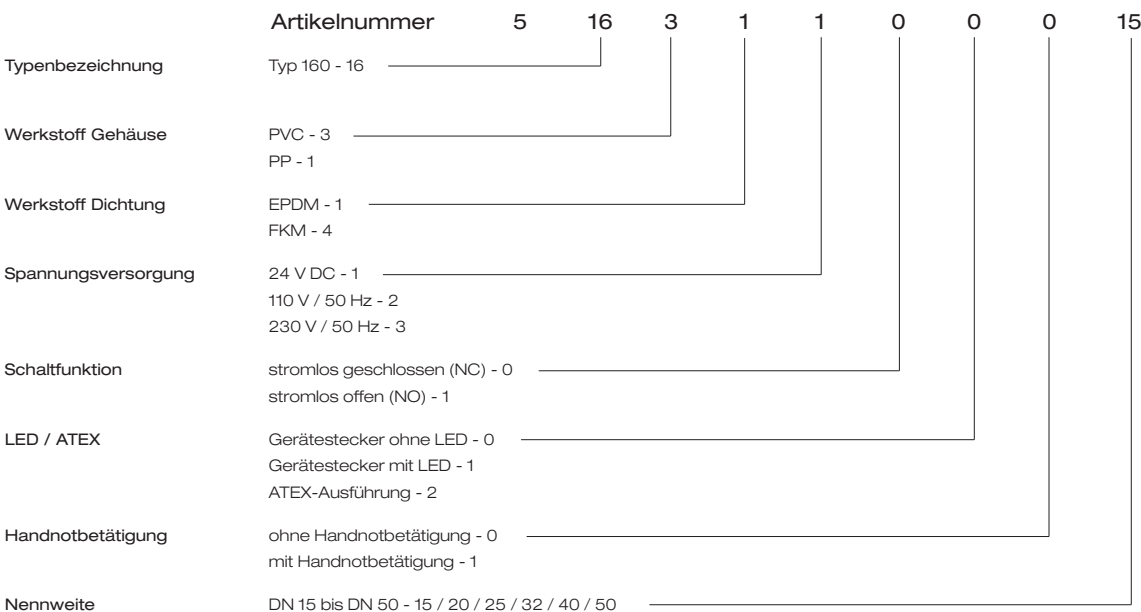 Artikelnummer 5 16 3 1 1 0 0 0 15
Typenbezeichnung Typ 160 - 16
Werkstoff Gehäuse PVC - 3
PP - 1
Werkstoff Dichtung EPDM - 1
FKM - 4
Spannungsversorgung 24 V DC - 1
110 V / 50 Hz - 2
230 V / 50 Hz - 3
Schaltfunktion stromlos geschlossen (NC) - 0
stromlos offen (NO) - 1
LED / ATEX Gerätestecker ohne LED - 0
Gerätestecker mit LED - 1
ATEX-Ausführung - 2
Handnotbetätigung ohne Handnotbetätigung - 0
mit Handnotbetätigung - 1
Nennweite DN 15 bis DN 50 - 15 / 20 / 25 / 32 / 40 / 50